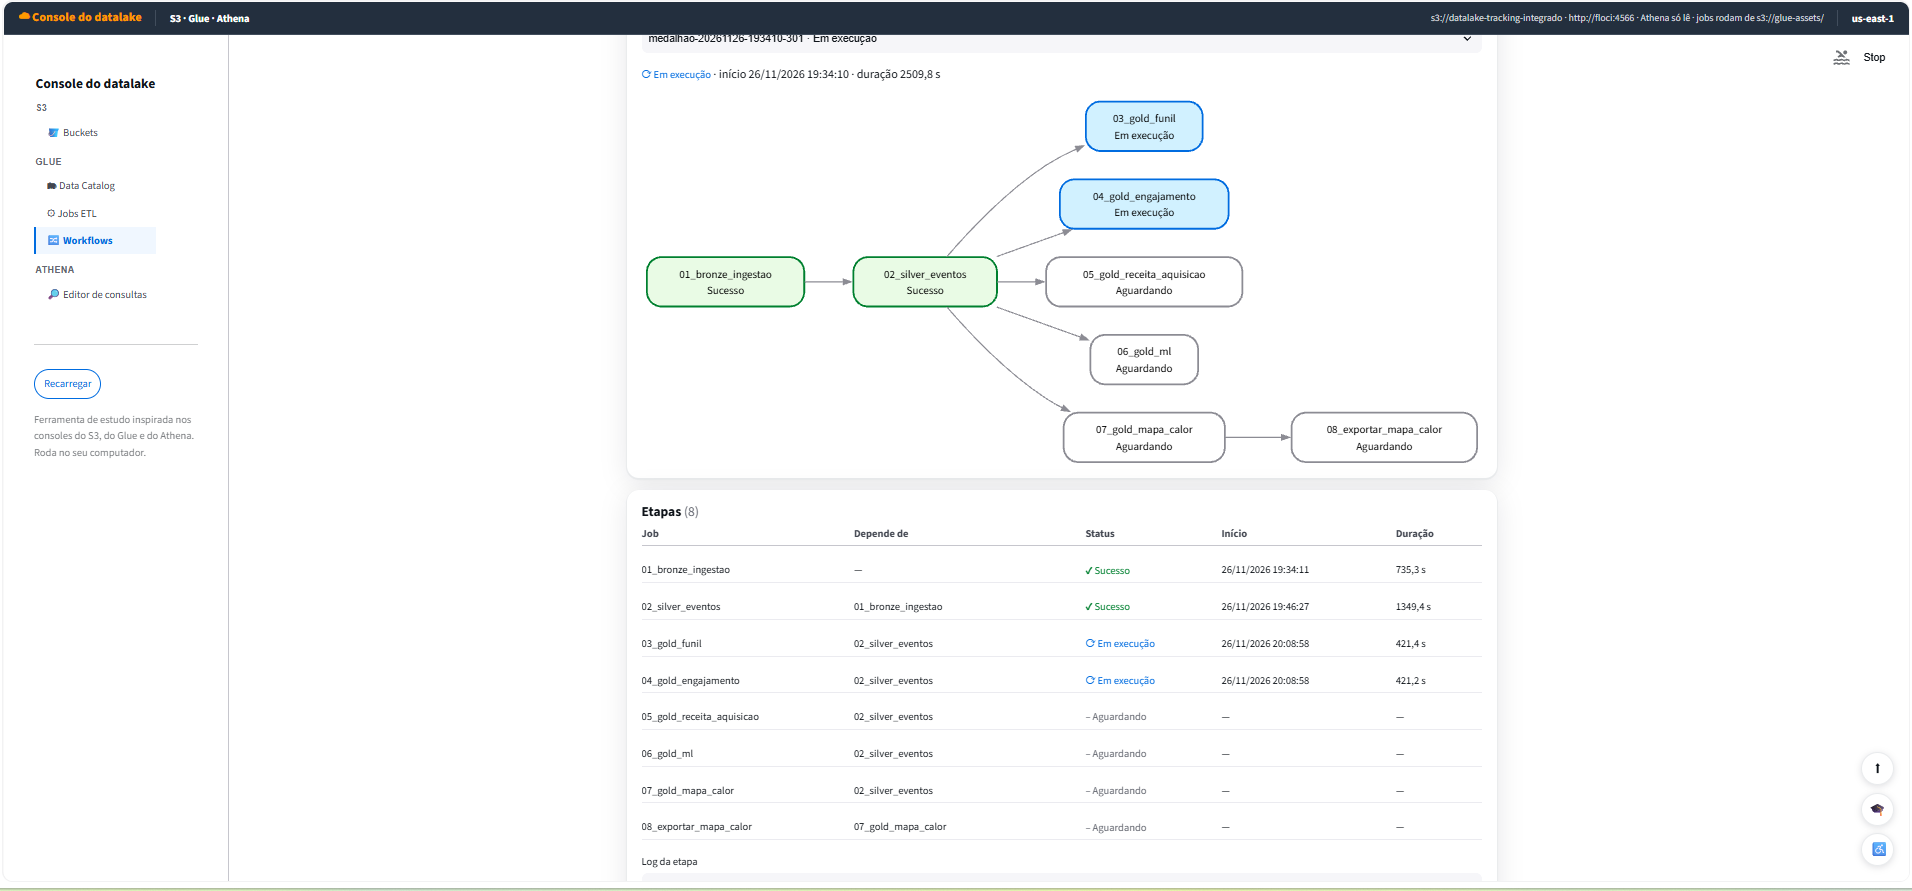 Console do datalake
S3 · Glue · Athena
s3://datalake-tracking-integrado · http://floci:4566 · Athena só lê · jobs rodam de s3://glue-assets/
us-east-1
Stop
Console do datalake
S3
Buckets
GLUE
Data Catalog
Jobs ETL
Workflows
ATHENA
Editor de consultas
Recarregar
Ferramenta de estudo inspirada nos
consoles do S3, do Glue e do Athena.
Roda no seu computador.
medalhao-20261126-193410-301 · Em execução
Em execução · início 26/11/2026 19:34:10 · duração 2509,8 s
03_gold_funil
Em execução
04_gold_engajamento
Em execução
01_bronze_ingestao
Sucesso
02_silver_eventos
Sucesso
05_gold_receita_aquisicao
Aguardando
06_gold_ml
Aguardando
07_gold_mapa_calor
Aguardando
08_exportar_mapa_calor
Aguardando
Etapas (8)
Job Depende de Status Início Duração
01_bronze_ingestao — ✓ Sucesso 26/11/2026 19:34:11 735,3 s
02_silver_eventos 01_bronze_ingestao ✓ Sucesso 26/11/2026 19:46:27 1349,4 s
03_gold_funil 02_silver_eventos Em execução 26/11/2026 20:08:58 421,4 s
04_gold_engajamento 02_silver_eventos Em execução 26/11/2026 20:08:58 421,2 s
05_gold_receita_aquisicao 02_silver_eventos – Aguardando — —
06_gold_ml 02_silver_eventos – Aguardando — —
07_gold_mapa_calor 02_silver_eventos – Aguardando — —
08_exportar_mapa_calor 07_gold_mapa_calor – Aguardando — —
Log da etapa